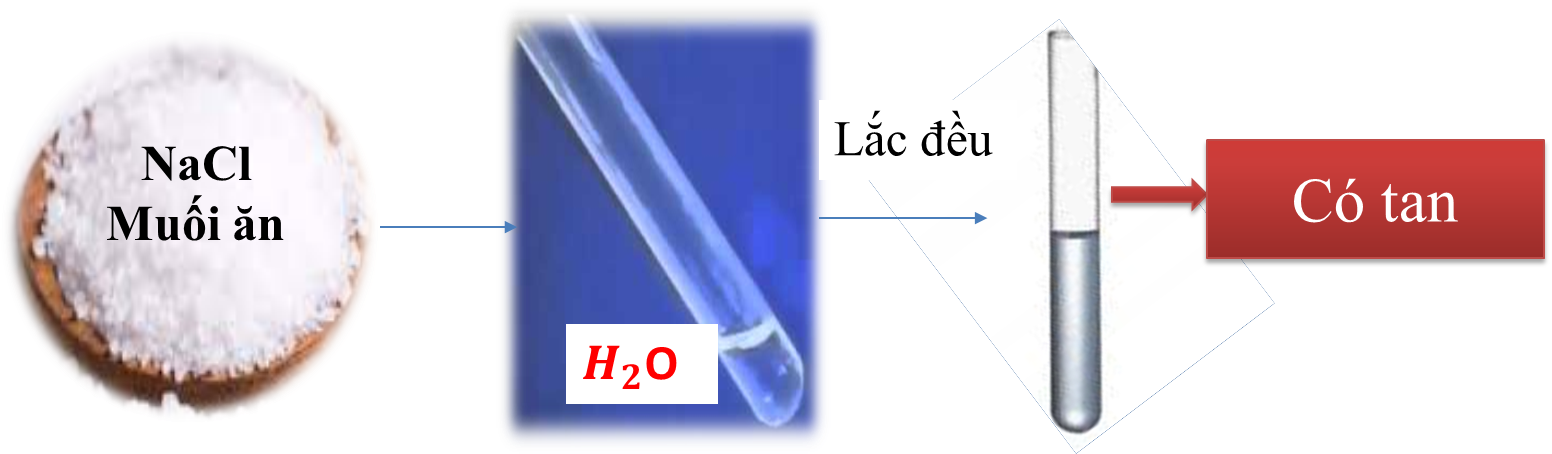 NaCl
Muối ăn
H₂O
Lắc đều
Có tan